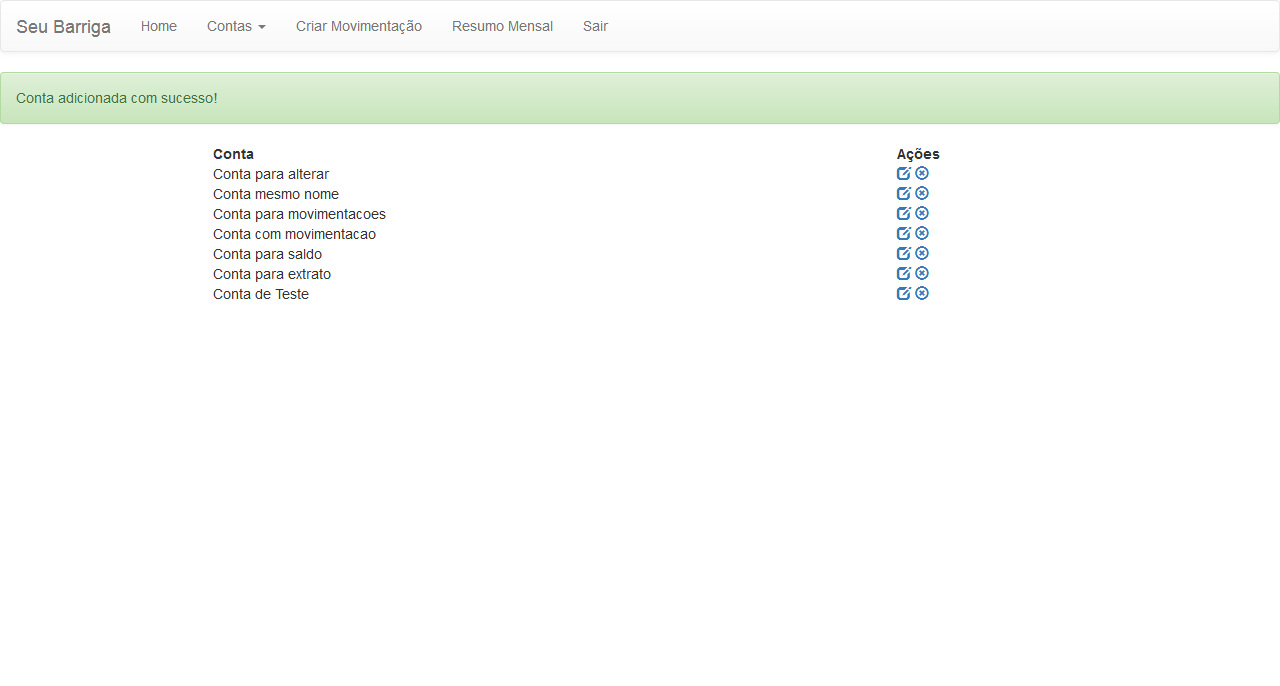 Seu Barriga Home Contas Criar Movimentação Resumo Mensal Sair
Conta adicionada com sucesso!
Conta Ações
Conta para alterar
Conta mesmo nome
Conta para movimentacoes
Conta com movimentacao
Conta para saldo
Conta para extrato
Conta de Teste